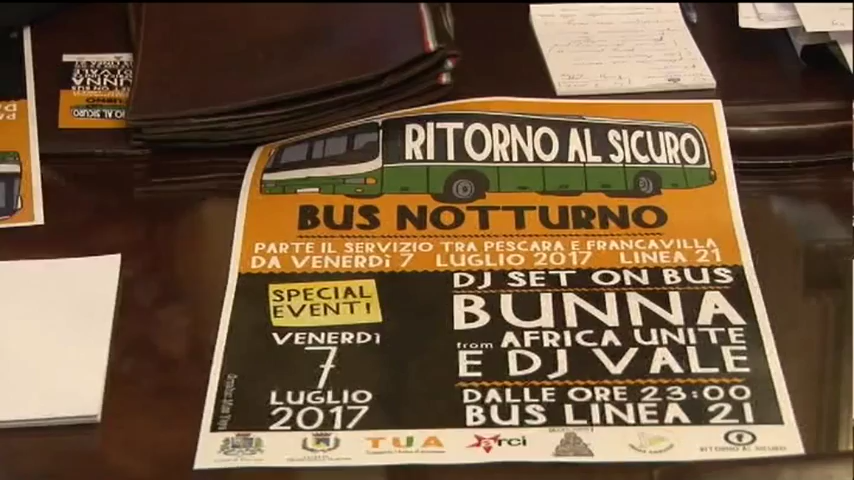 RITORNO AL SICURO
BUS NOTTURNO
PARTE IL SERVIZIO TRA PESCARA E FRANCAVILLA
DA VENERDÌ 7 LUGLIO 2017 LINEA 21
SPECIAL
EVENT!
VENERDÌ
7
LUGLIO
2017
DJ SET ON BUS
BUNNA
from AFRICA UNITE
E DJ VALE
DALLE ORE 23:00
BUS LINEA 21
TUA
arci
RITORNO AL SICURO